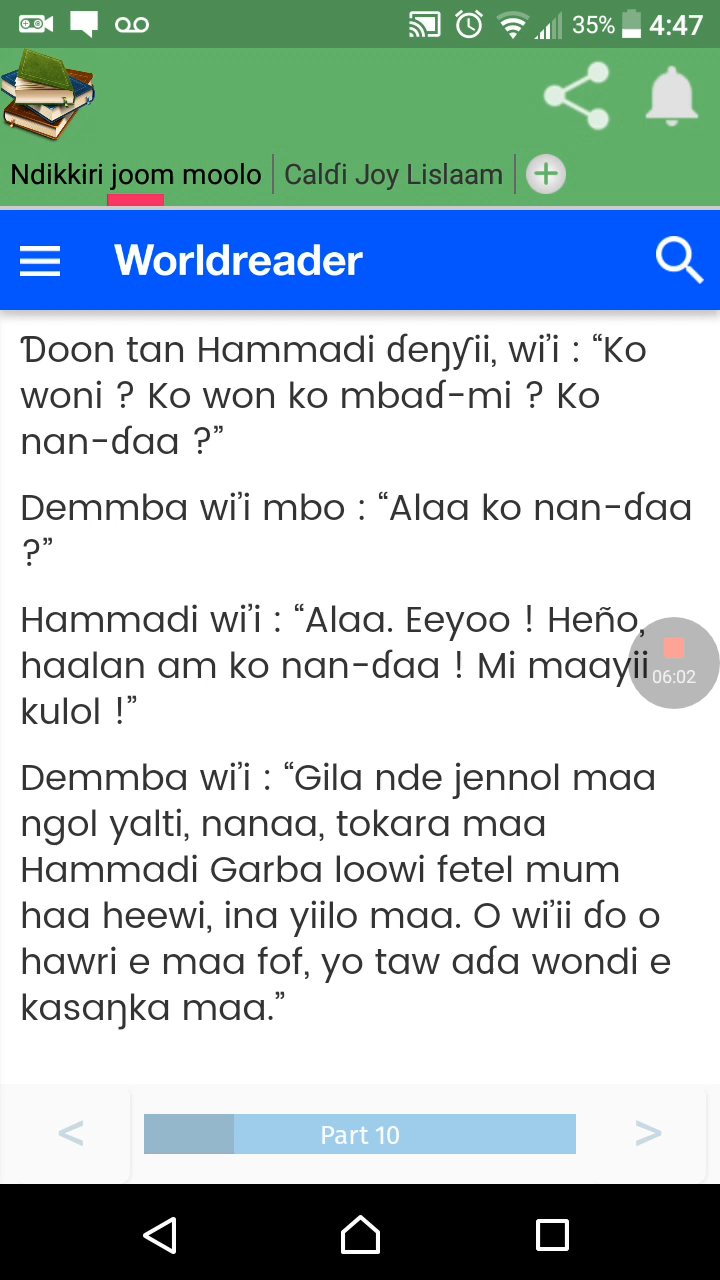 35% 4:47
Ndikkiri joom moolo Calɗi Joy Lislaam
Worldreader
Ɗoon tan Hammadi ɗeŋƴii, wi’i : “Ko
woni ? Ko won ko mbaɗ-mi ? Ko
nan-ɗaa ?”
Demmba wi’i mbo : “Alaa ko nan-ɗaa
?”
Hammadi wi’i : “Alaa. Eeyoo ! Heño,
haalan am ko nan-ɗaa ! Mi maayii
kulol !”
06:02
Demmba wi’i : “Gila nde jennol maa
ngol yalti, nanaa, tokara maa
Hammadi Garba loowi fetel mum
haa heewi, ina yiilo maa. O wi’ii ɗo o
hawri e maa fof, yo taw aɗa wondi e
kasaŋka maa.”
< Part 10 >